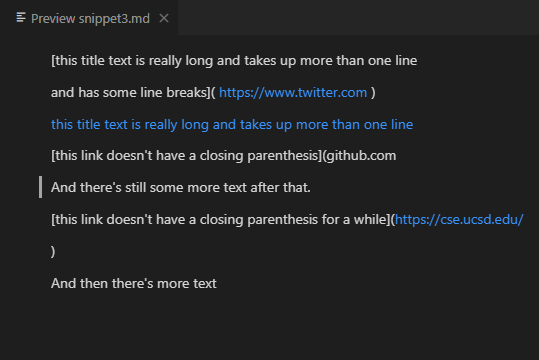 Preview snippet3.md
[this title text is really long and takes up more than one line
and has some line breaks]( https://www.twitter.com )
this title text is really long and takes up more than one line
[this link doesn't have a closing parenthesis](github.com
And there's still some more text after that.
[this link doesn't have a closing parenthesis for a while](https://cse.ucsd.edu/
)
And then there's more text